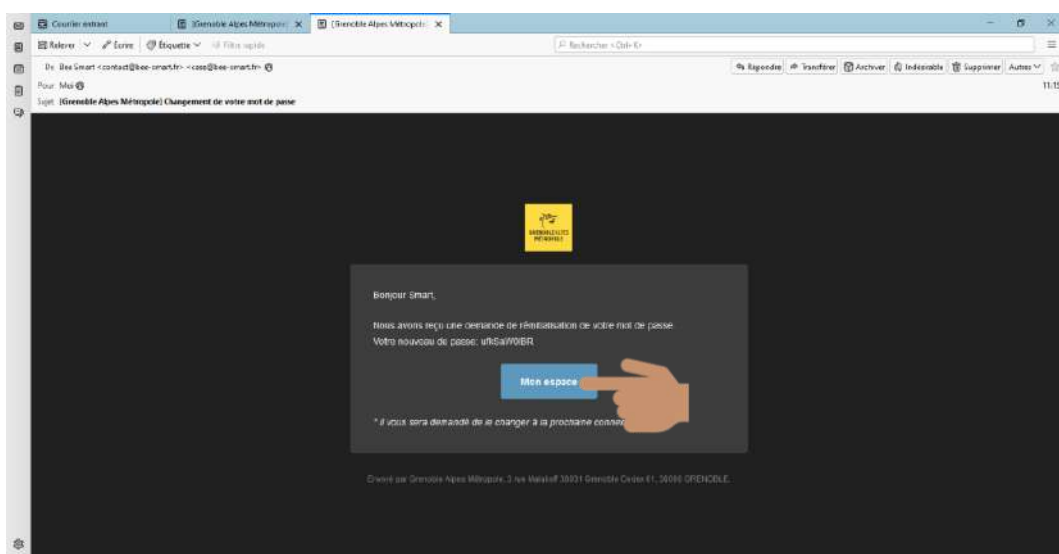 Courrier entrant
[Grenoble Alpes Métropole]
[Grenoble Alpes Métropole]
Relever
Écrire
Étiquette
Filtre rapide
Rechercher <Ctrl+K>
De Bee Smart <contact@bee-smart.fr>
Répondre
Transférer
Archiver
Indésirable
Supprimer
Autres
Pour Moi
11:15
Sujet [Grenoble Alpes Métropole] Changement de votre mot de passe
GRENOBLE ALPES
MÉTROPOLE
Bonjour Smart,
Nous avons reçu une demande de réinitialisation de votre mot de passe
Votre nouveau de passe:
Mon espace
* il vous sera demandé de le changer à la prochaine
Envoyé par Grenoble Alpes Métropole, 3 rue Malakoff 38031 Grenoble Cedex 01, 38000 GRENOBLE.